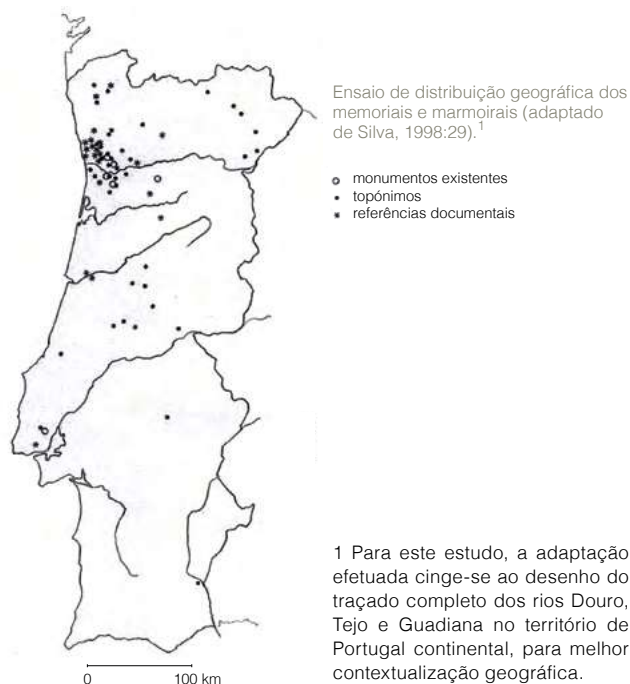 Ensaio de distribuição geográfica dos
memoriais e marmoirais (adaptado
de Silva, 1998:29).1
monumentos existentes
topónimos
referências documentais
1 Para este estudo, a adaptação
efetuada cinge-se ao desenho do
traçado completo dos rios Douro,
Tejo e Guadiana no território de
Portugal continental, para melhor
contextualização geográfica.
0 100 km